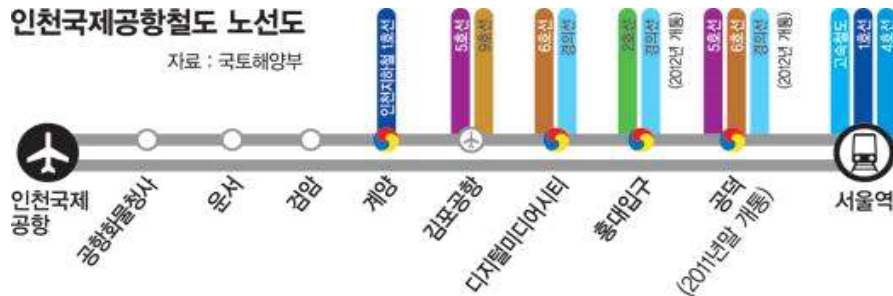 인천국제공항철도 노선도
자료 : 국토해양부
인천지하철 1호선
5호선
9호선
6호선
경의선
2호선
경의선
(2012년 개통)
5호선
6호선
경의선
(2012년 개통)
고속철도
1호선
4호선
인천국제
공항
공항화물청사
운서
검암
계양
김포공항
디지털미디어시티
홍대입구
공덕
(2011년말 개통)
서울역